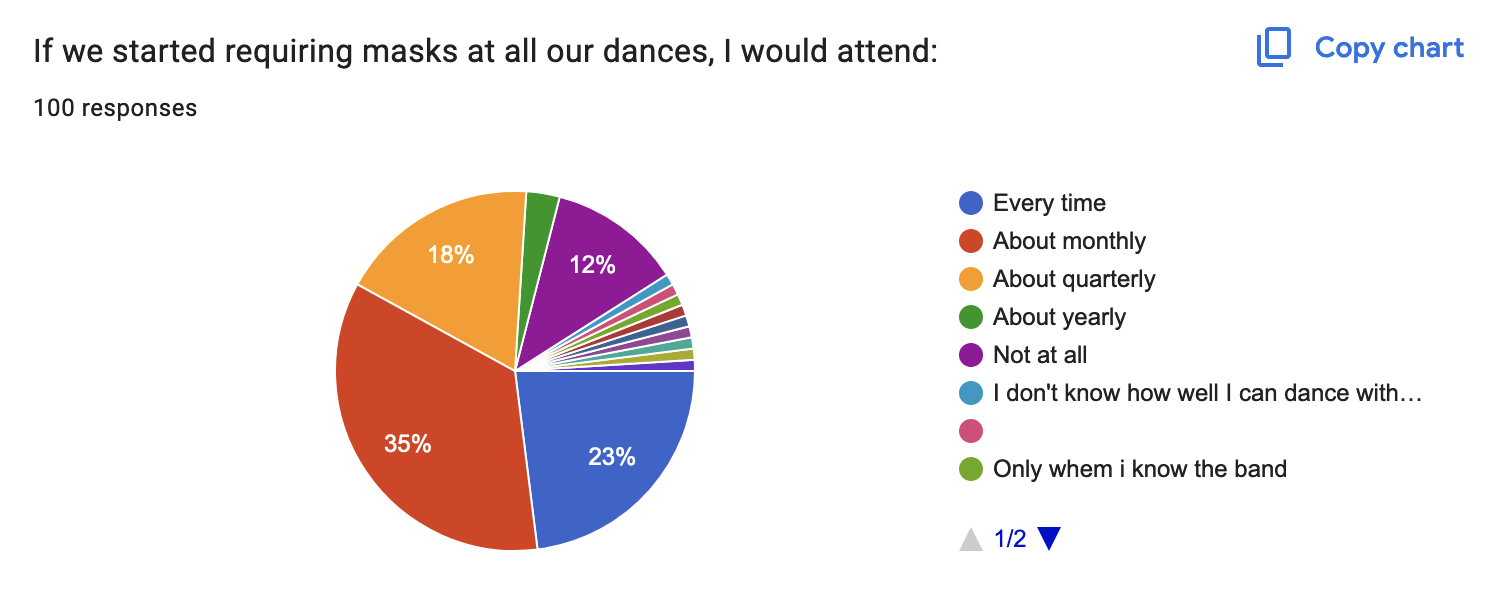 If we started requiring masks at all our dances, I would attend:
Copy chart
100 responses
18%
12%
35%
23%
Every time
About monthly
About quarterly
About yearly
Not at all
I don't know how well I can dance with…
Only whem i know the band
1/2